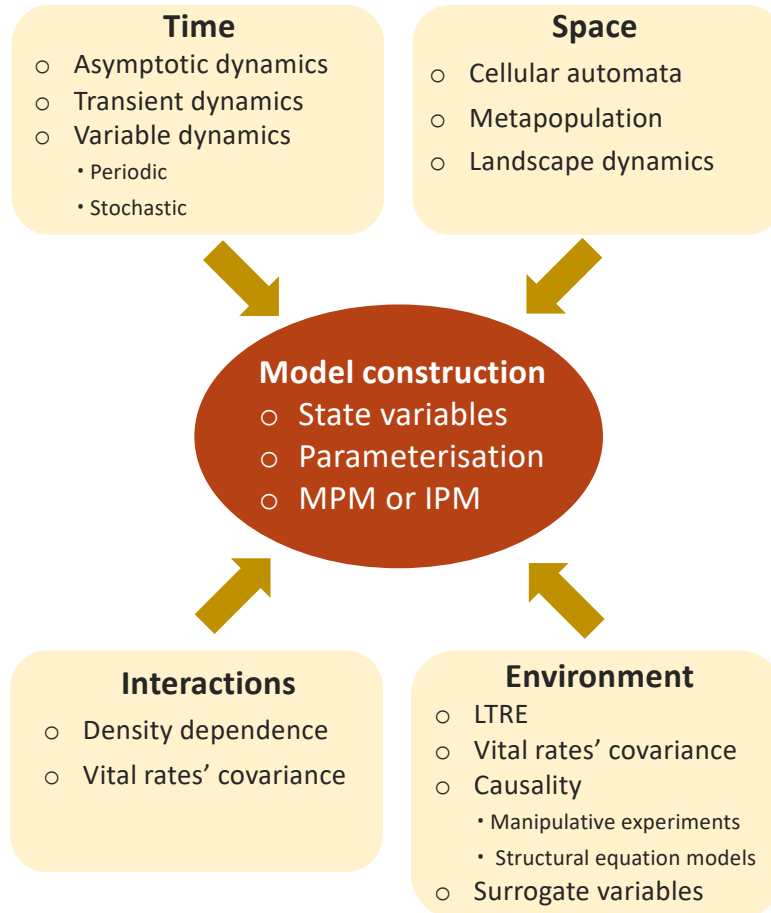 Time
○ Asymptotic dynamics
○ Transient dynamics
○ Variable dynamics
• Periodic
• Stochastic
Space
○ Cellular automata
○ Metapopulation
○ Landscape dynamics
Model construction
○ State variables
○ Parameterisation
○ MPM or IPM
Interactions
○ Density dependence
○ Vital rates’ covariance
Environment
○ LTRE
○ Vital rates’ covariance
○ Causality
• Manipulative experiments
• Structural equation models
○ Surrogate variables